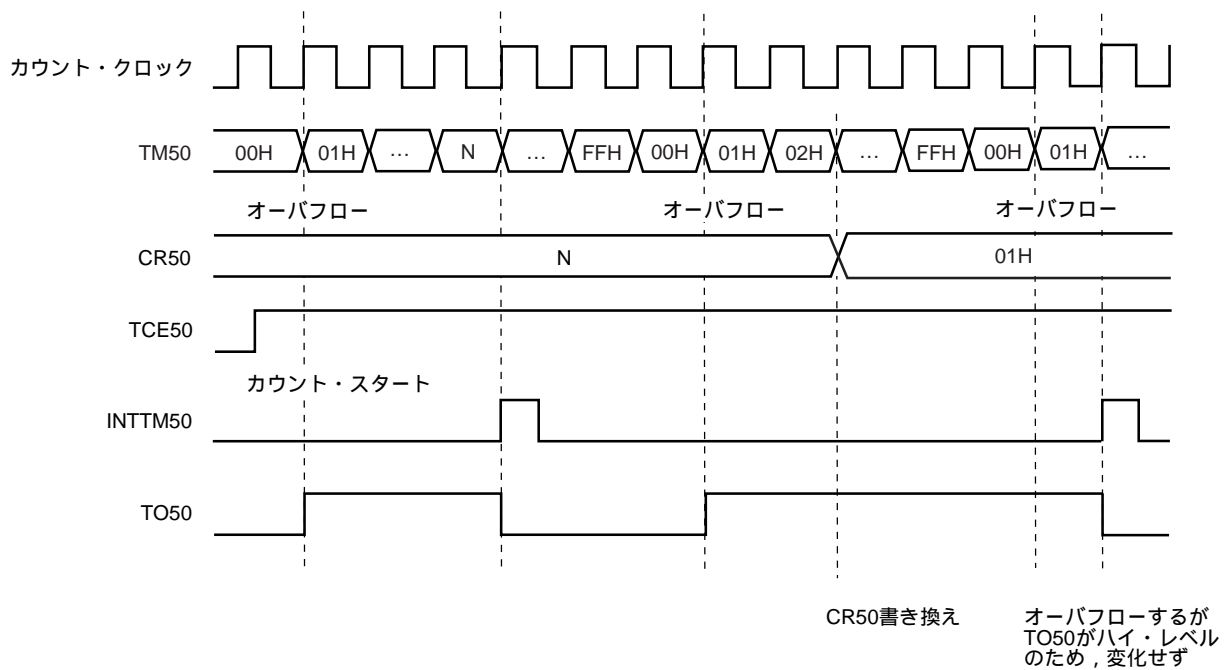 カウント・クロック
TM50 00H 01H … N … FFH 00H 01H 02H … FFH 00H 01H …
オーバフロー オーバフロー オーバフロー
CR50 N 01H
TCE50
カウント・スタート
INTTM50
TO50
CR50書き換え
オーバフローするが
TO50がハイ・レベル
のため，変化せず